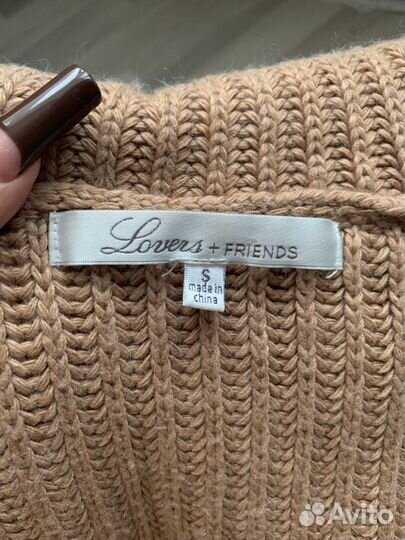 Lovers + FRIENDS
S
made in
china
Avito